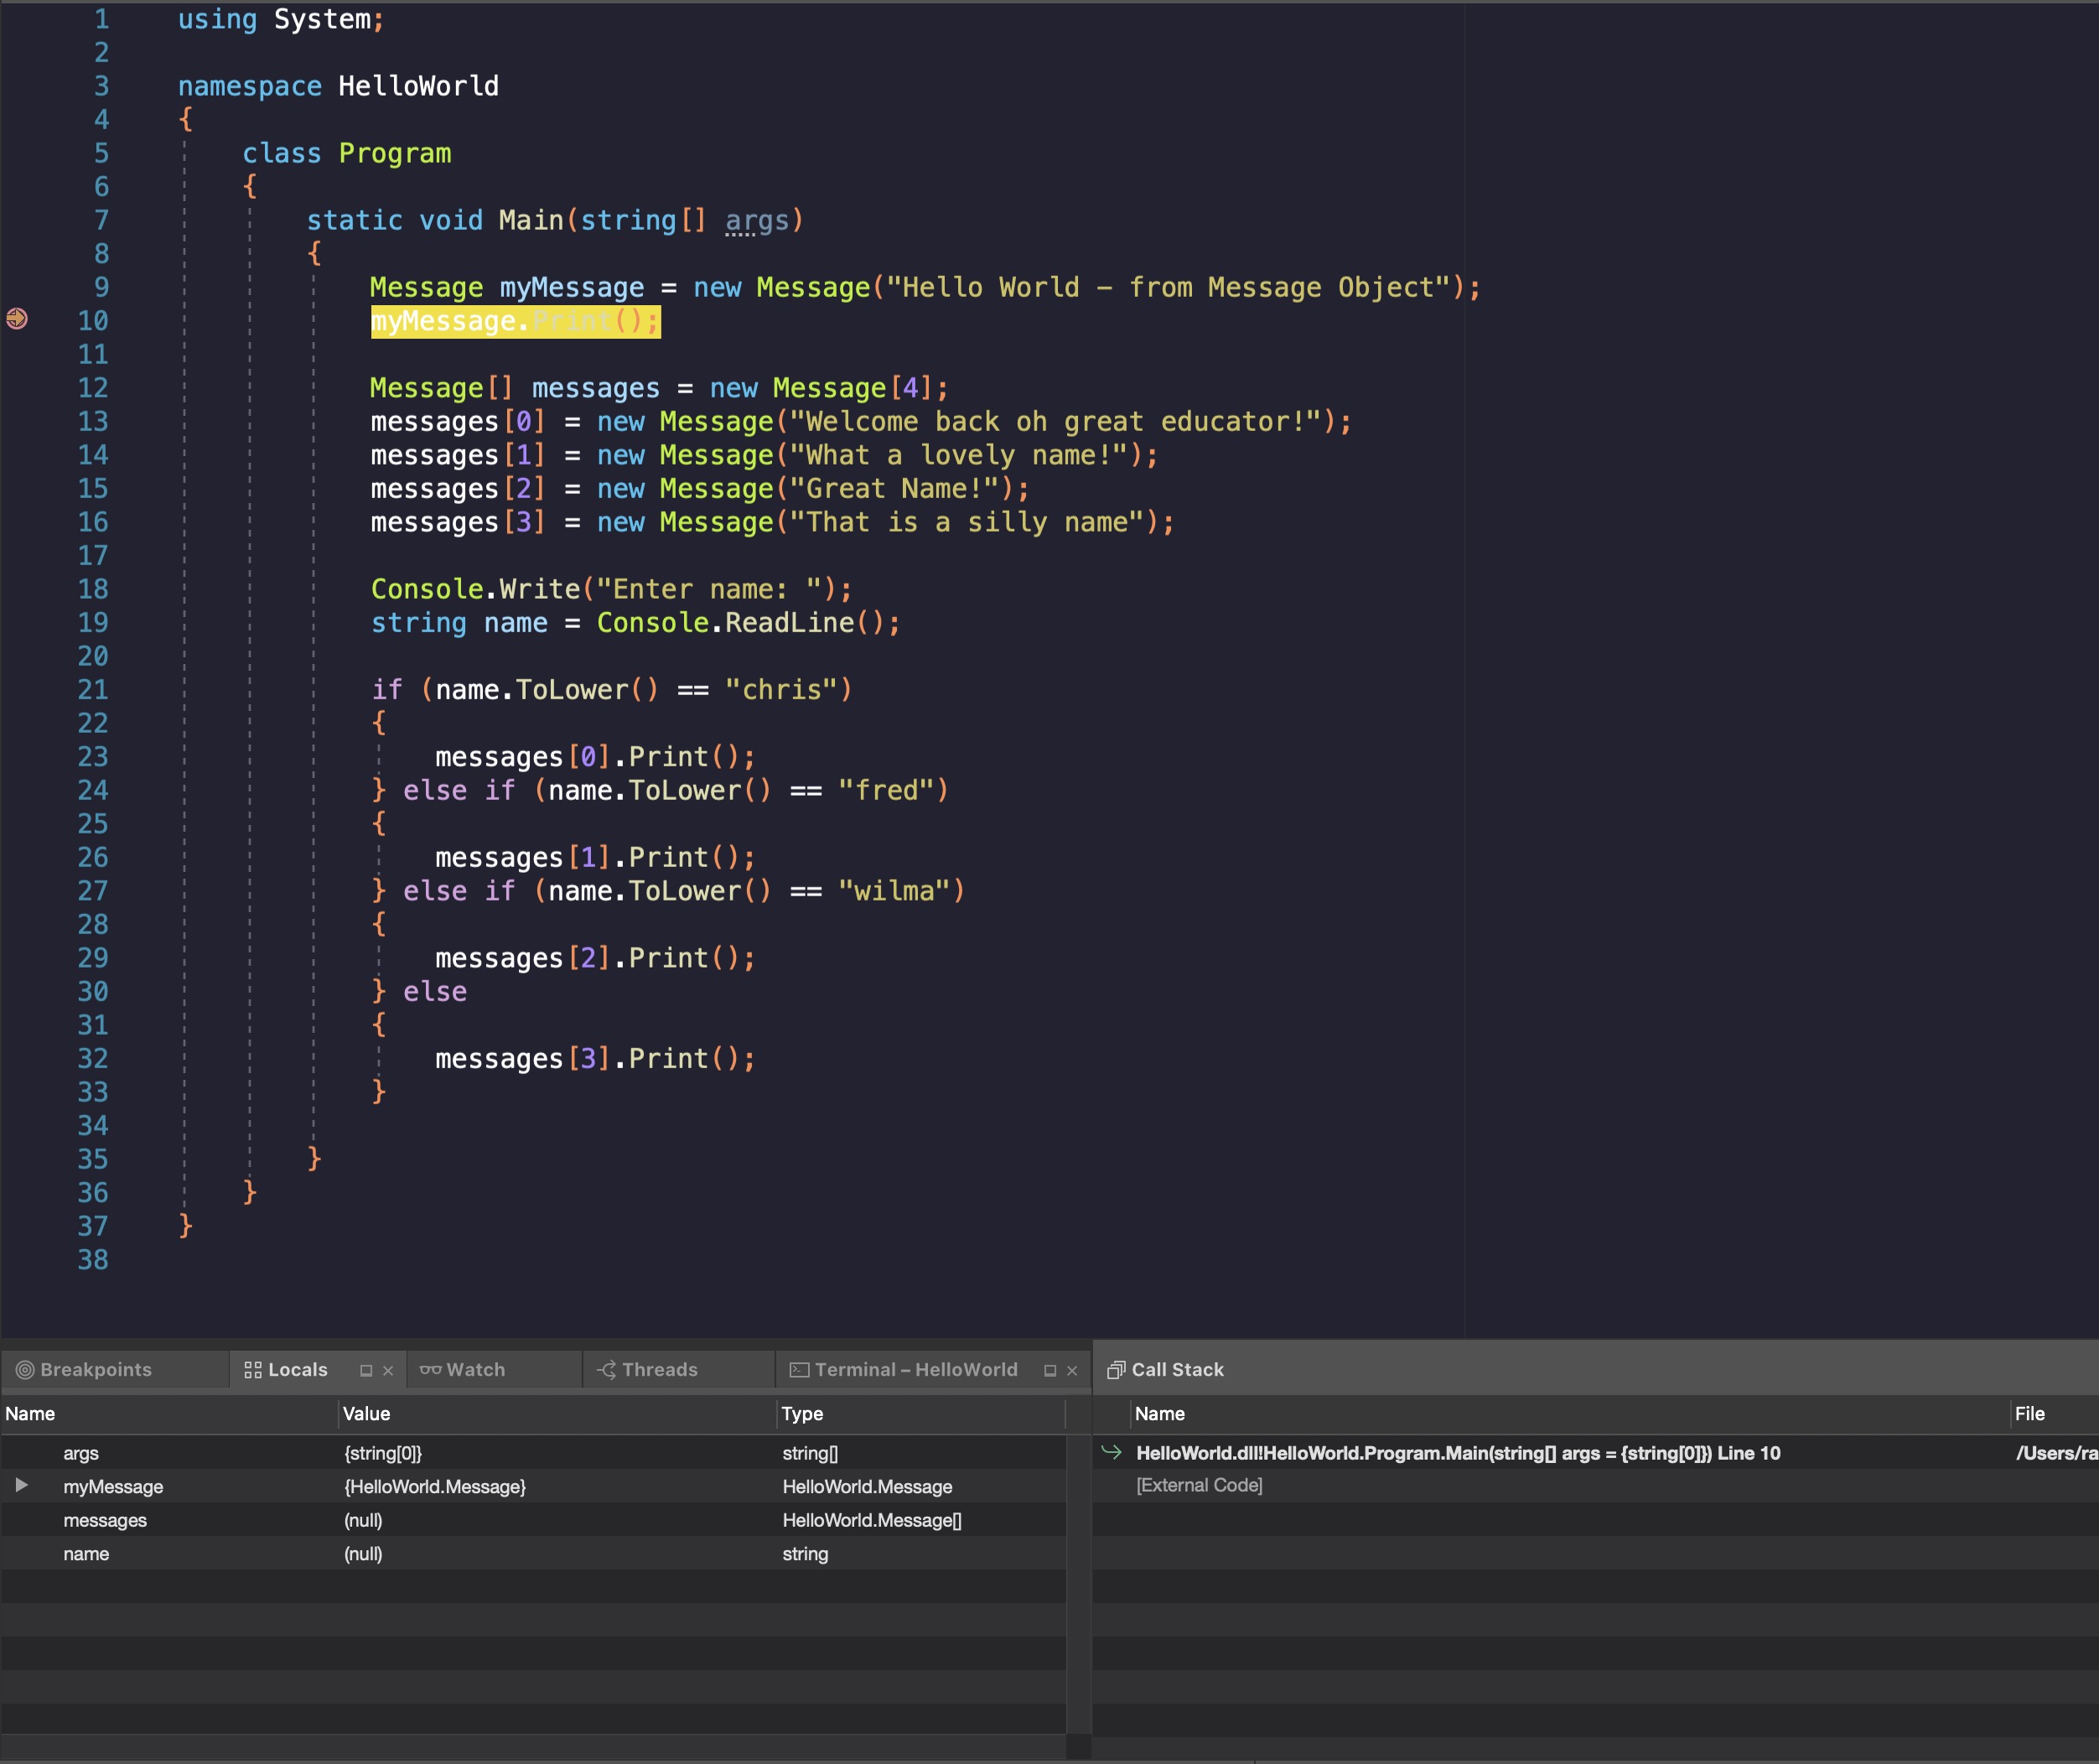 1 using System;
2
3 namespace HelloWorld
4 {
5 class Program
6 {
7 static void Main(string[] args)
8 {
9 Message myMessage = new Message("Hello World – from Message Object");
10 myMessage.Print();
11
12 Message[] messages = new Message[4];
13 messages[0] = new Message("Welcome back oh great educator!");
14 messages[1] = new Message("What a lovely name!");
15 messages[2] = new Message("Great Name!");
16 messages[3] = new Message("That is a silly name");
17
18 Console.Write("Enter name: ");
19 string name = Console.ReadLine();
20
21 if (name.ToLower() == "chris")
22 {
23 messages[0].Print();
24 } else if (name.ToLower() == "fred")
25 {
26 messages[1].Print();
27 } else if (name.ToLower() == "wilma")
28 {
29 messages[2].Print();
30 } else
31 {
32 messages[3].Print();
33 }
34
35 }
36 }
37 }
38
Breakpoints Locals Watch Threads Terminal – HelloWorld
Name Value Type
args {string[0]} string[]
myMessage {HelloWorld.Message} HelloWorld.Message
messages (null) HelloWorld.Message[]
name (null) string
Call Stack
Name File
HelloWorld.dll!HelloWorld.Program.Main(string[] args = {string[0]}) Line 10 /Users/ra
[External Code]